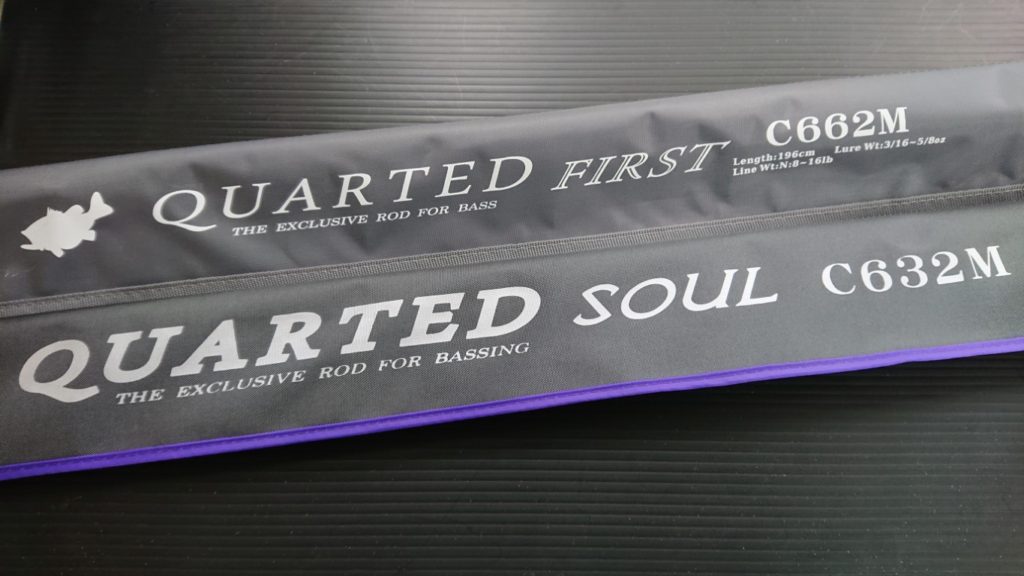 QUARTED FIRST
THE EXCLUSIVE ROD FOR BASS
C662M
Length:196cm Lure Wt:3/16~5/8oz
Line Wt:N:8~16lb
QUARTED SOUL C632M
THE EXCLUSIVE ROD FOR BASSING